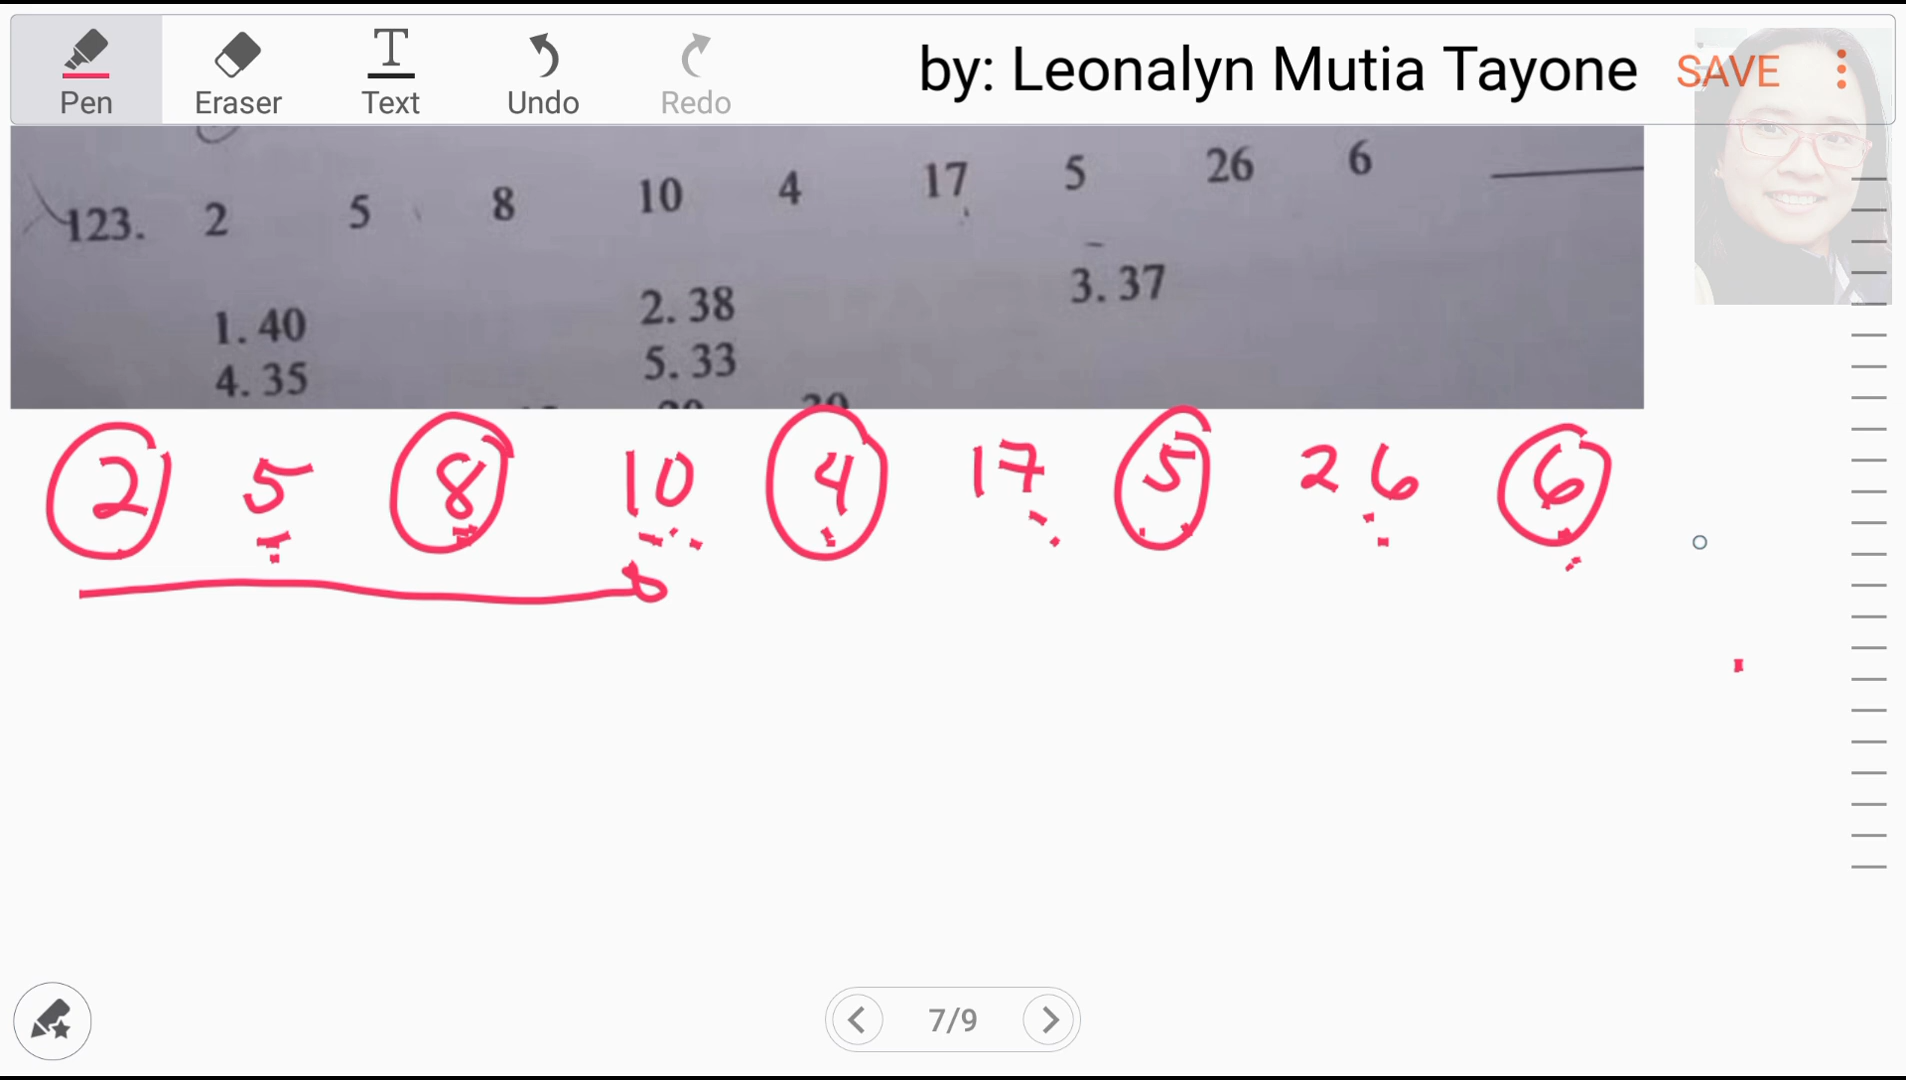 Pen Eraser Text Undo Redo by: Leonalyn Mutia Tayone SAVE
123. 2 5 8 10 4 17 5 26 6
1. 40 2. 38 3. 37
4. 35 5. 33
2 5 8 10 4 17 5 26 6
7/9